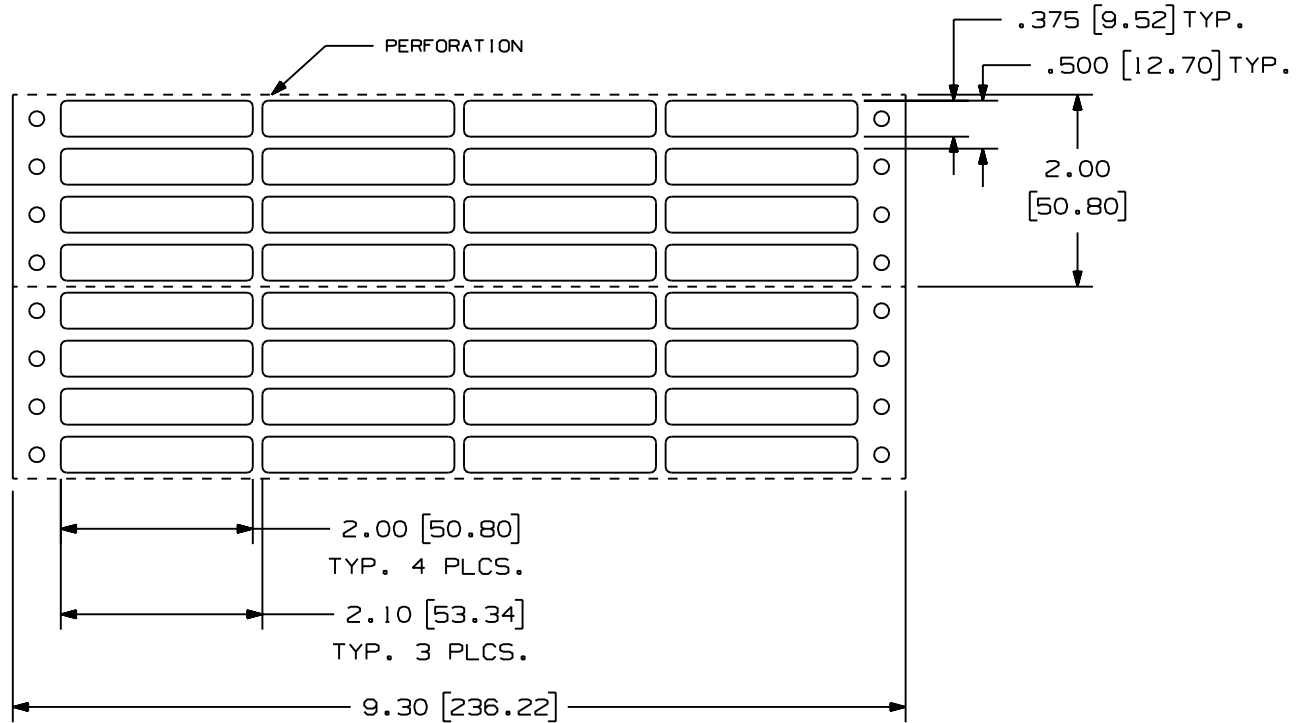 .375 [9.52] TYP.
PERFORATION
.500 [12.70] TYP.
2.00
[50.80]
2.00 [50.80]
TYP. 4 PLCS.
2.10 [53.34]
TYP. 3 PLCS.
9.30 [236.22]